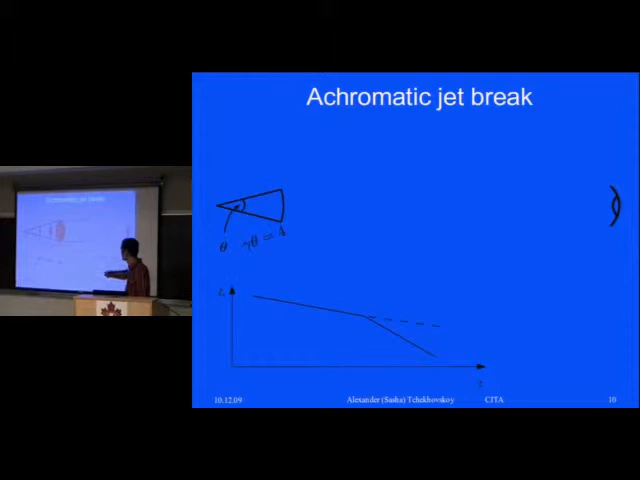 Achromatic jet break
θ γθ = 4
L
t
10.12.09 Alexander (Sasha) Tchekhovskoy CITA 10